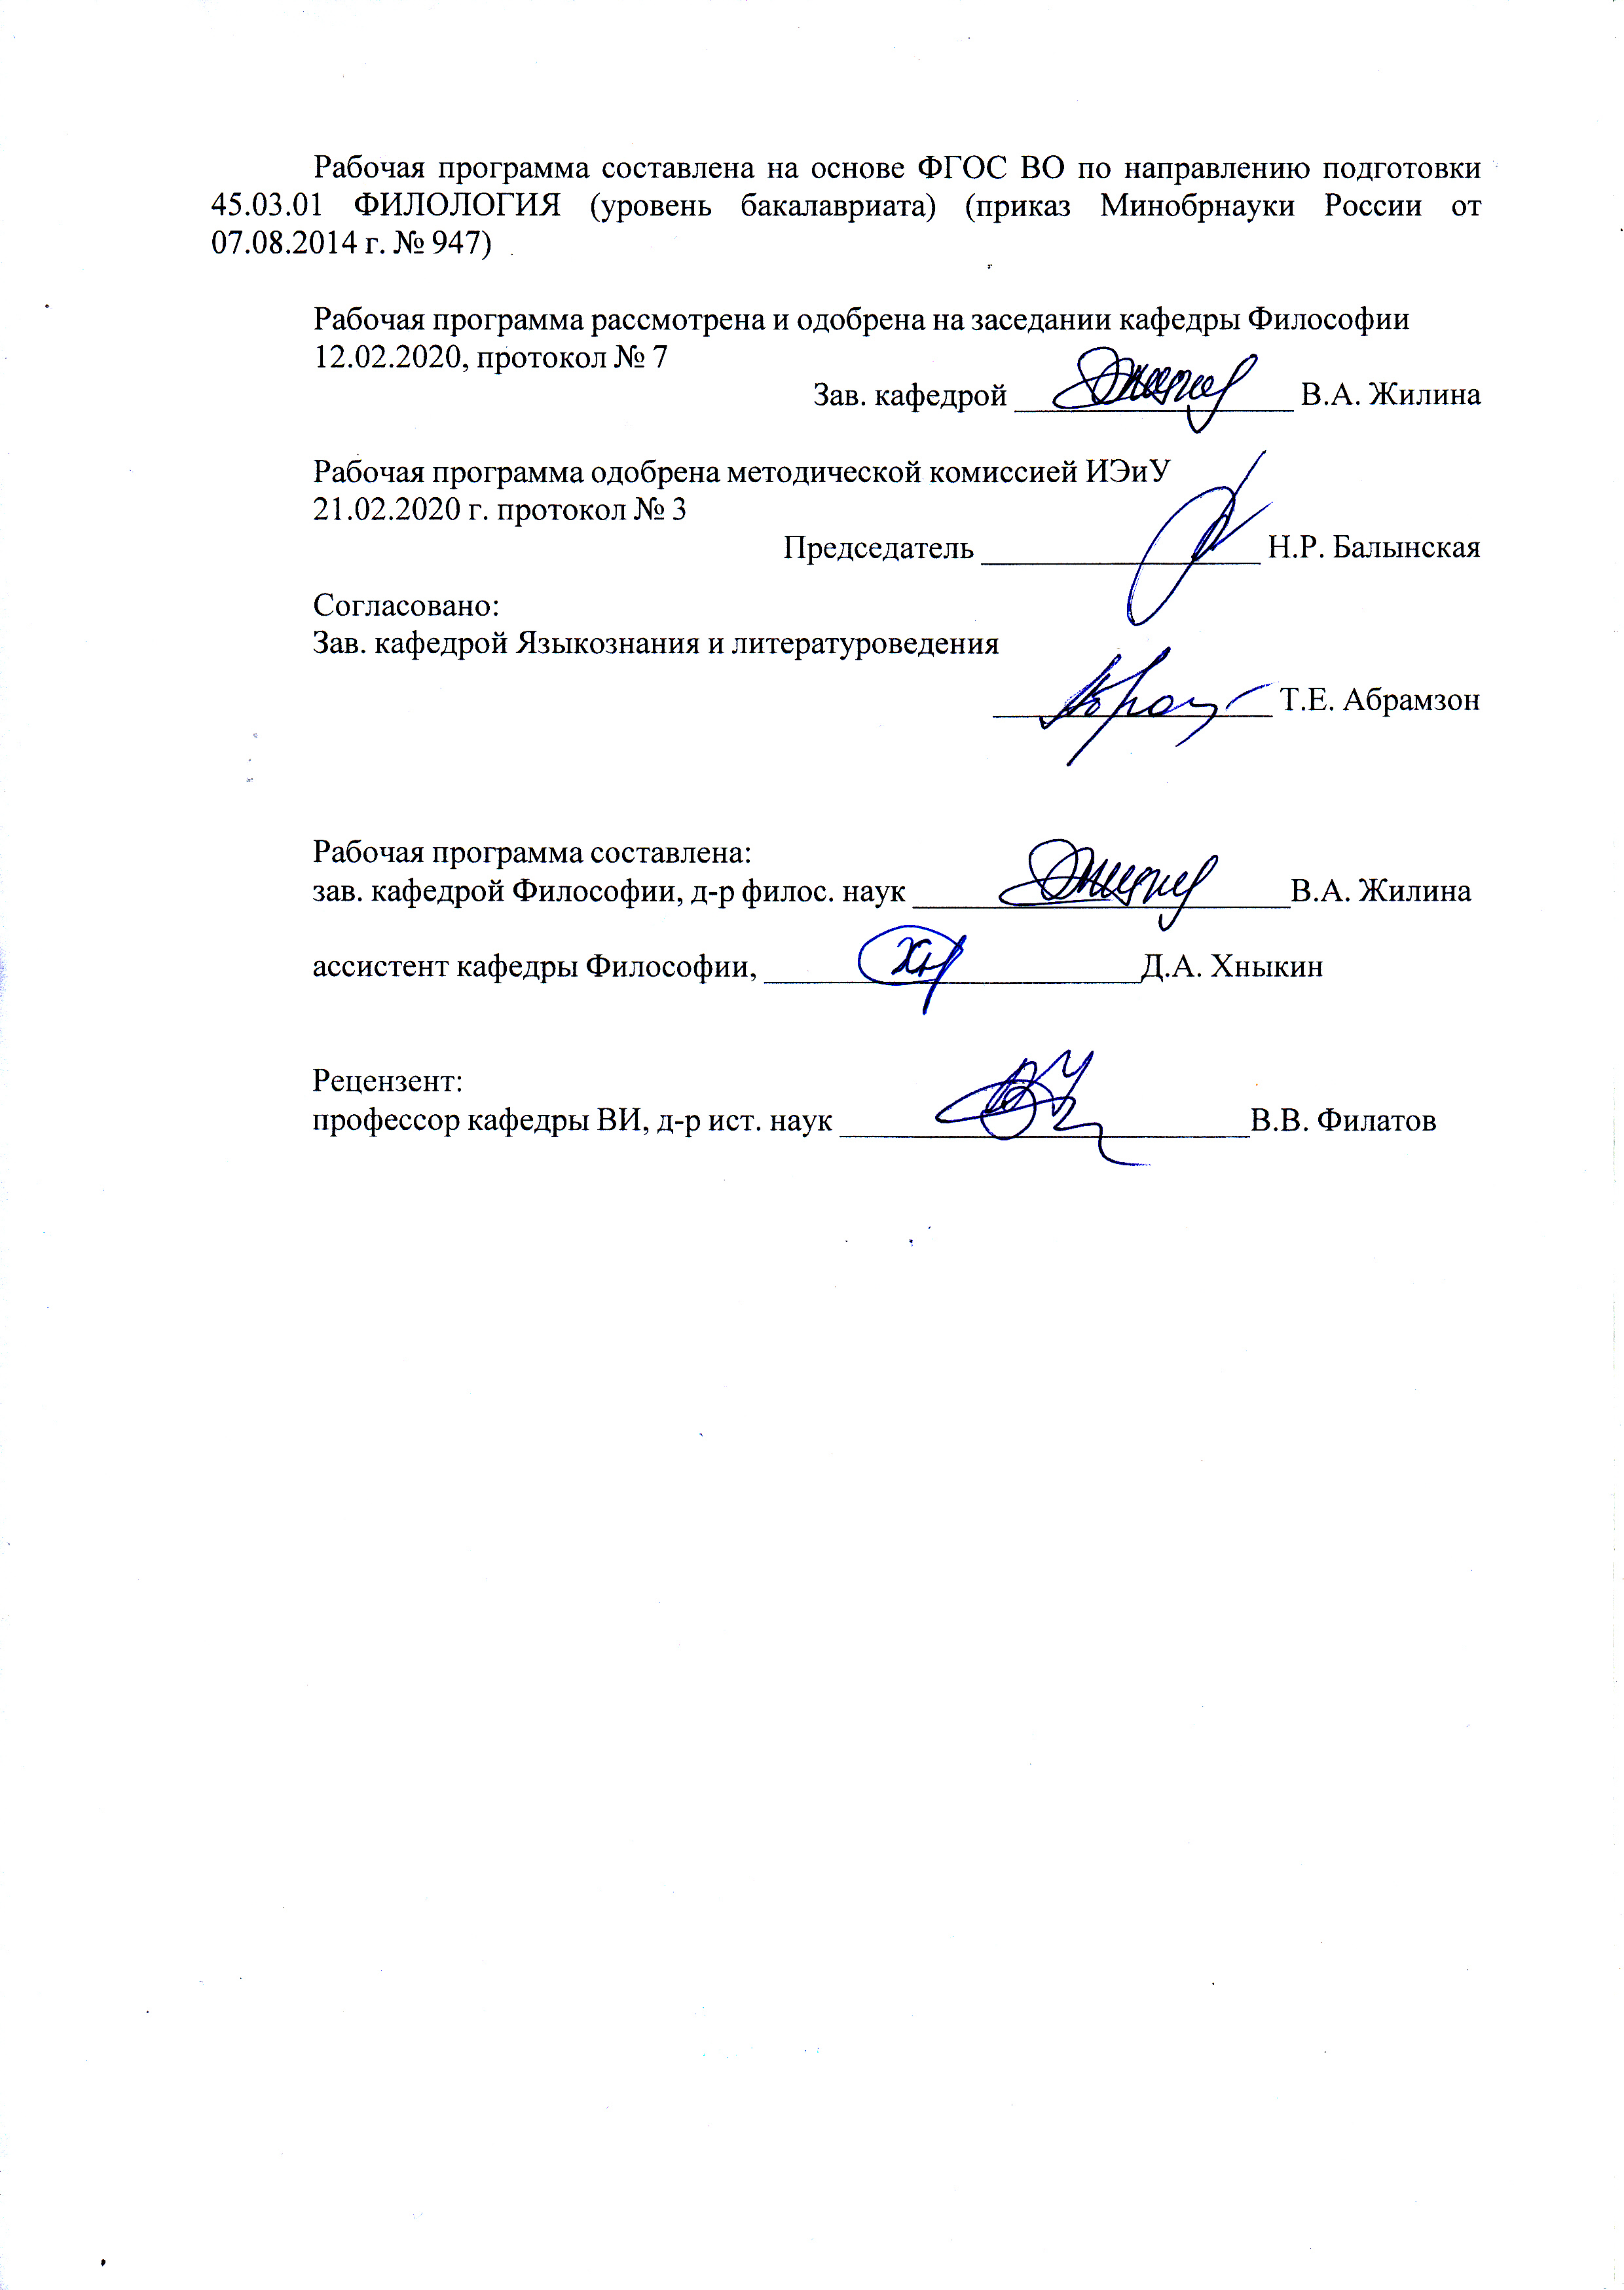 Рабочая программа составлена на основе ФГОС ВО по направлению подготовки
45.03.01 ФИЛОЛОГИЯ (уровень бакалавриата) (приказ Минобрнауки России от
07.08.2014 г. № 947)
Рабочая программа рассмотрена и одобрена на заседании кафедры Философии
12.02.2020, протокол № 7
Зав. кафедрой В.А. Жилина
Рабочая программа одобрена методической комиссией ИЭиУ
21.02.2020 г. протокол № 3
Председатель Н.Р. Балынская
Согласовано:
Зав. кафедрой Языкознания и литературоведения
Т.Е. Абрамзон
Рабочая программа составлена:
зав. кафедрой Философии, д-р филос. наук В.А. Жилина
ассистент кафедры Философии, Д.А. Хныкин
Рецензент:
профессор кафедры ВИ, д-р ист. наук В.В. Филатов